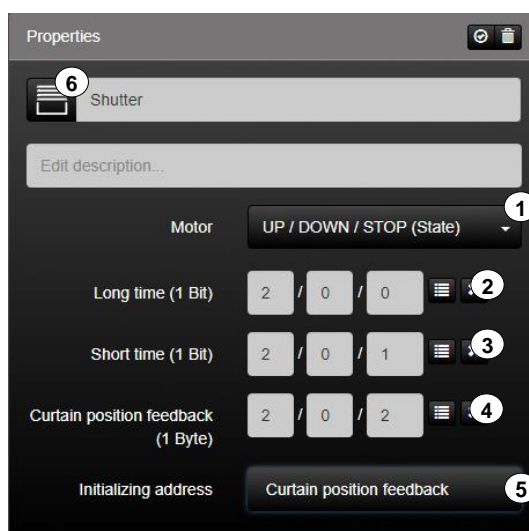 Properties
6
Shutter
Edit description...
1
Motor UP / DOWN / STOP (State)
Long time (1 Bit) 2 / 0 / 0 2
Short time (1 Bit) 2 / 0 / 1 3
Curtain position feedback 2 / 0 / 2 4
(1 Byte)
Initializing address Curtain position feedback 5